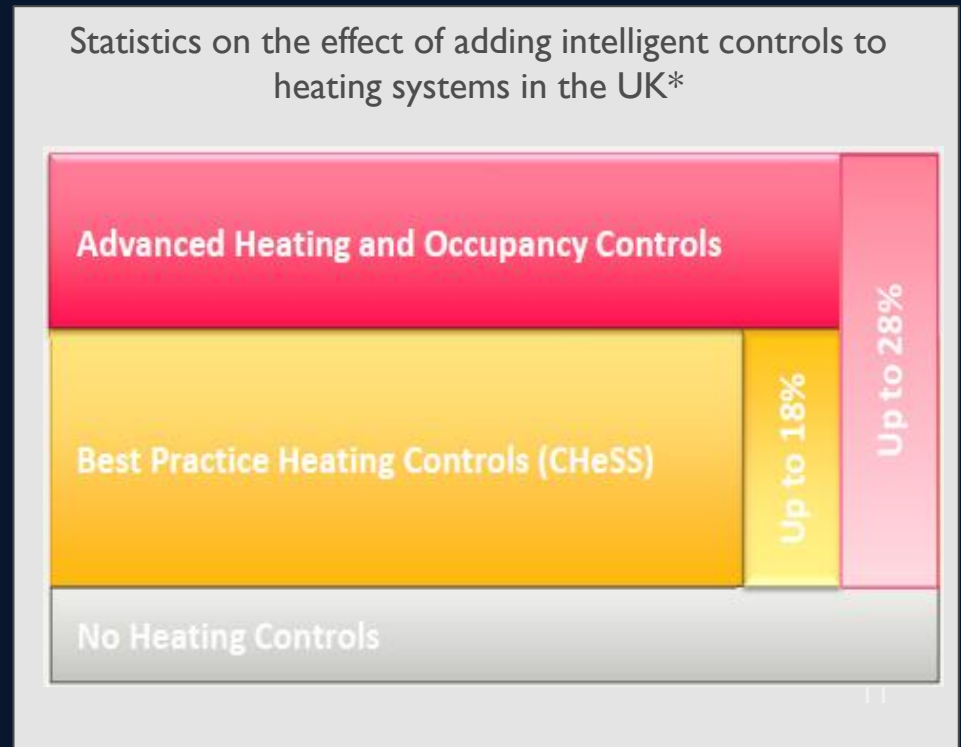 Statistics on the effect of adding intelligent controls to
heating systems in the UK*
Advanced Heating and Occupancy Controls
Up to 28%
Best Practice Heating Controls (CHeSS)
Up to 18%
No Heating Controls